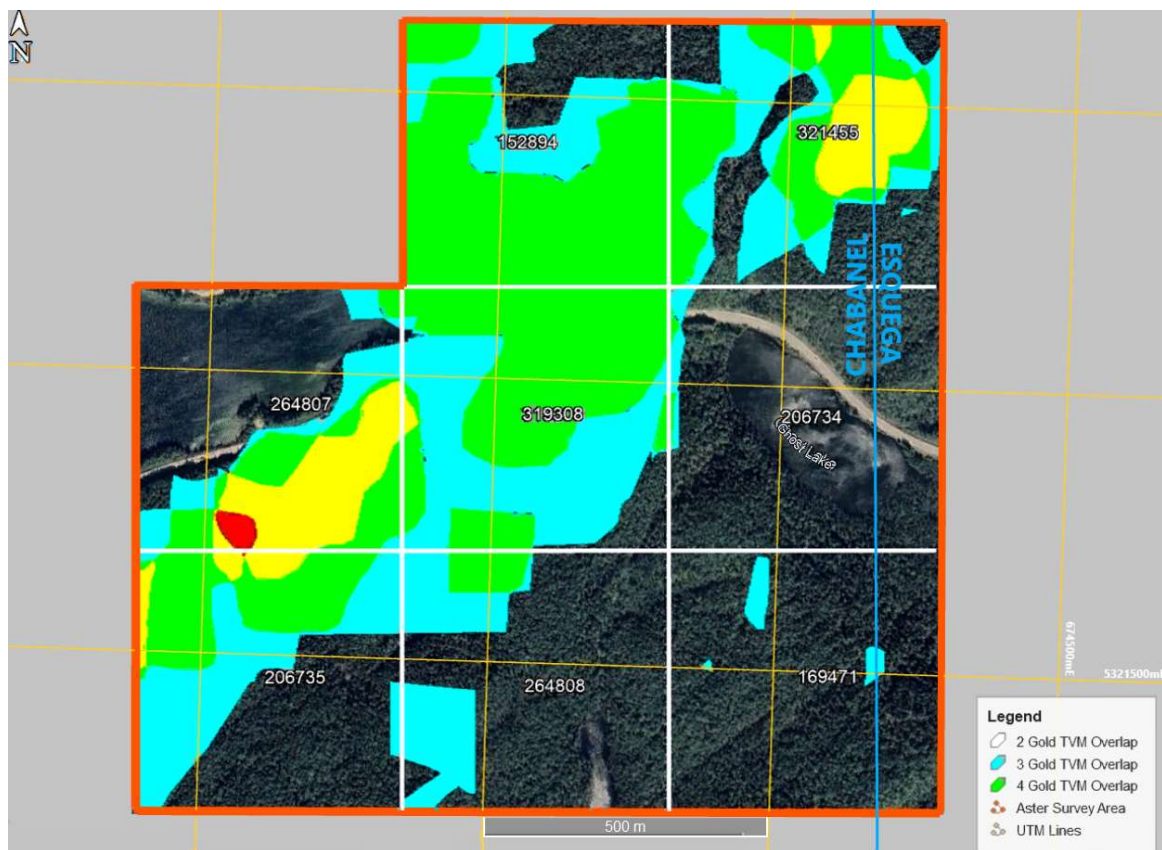 N
152894
321455
CHABANEL
ESQUEGA
264807
319308
206734
Ghost Lake
206735
264808
169471
674500mE
5321500mN
500 m
Legend
2 Gold TVM Overlap
3 Gold TVM Overlap
4 Gold TVM Overlap
Aster Survey Area
UTM Lines